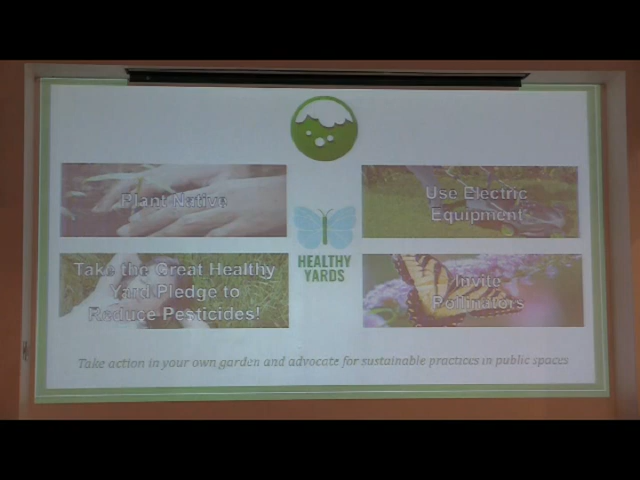 Plant Native
Use Electric
Equipment
HEALTHY
YARDS
Take the Great Healthy
Yard Pledge to
Reduce Pesticides!
Invite
Pollinators
Take action in your own garden and advocate for sustainable practices in public spaces